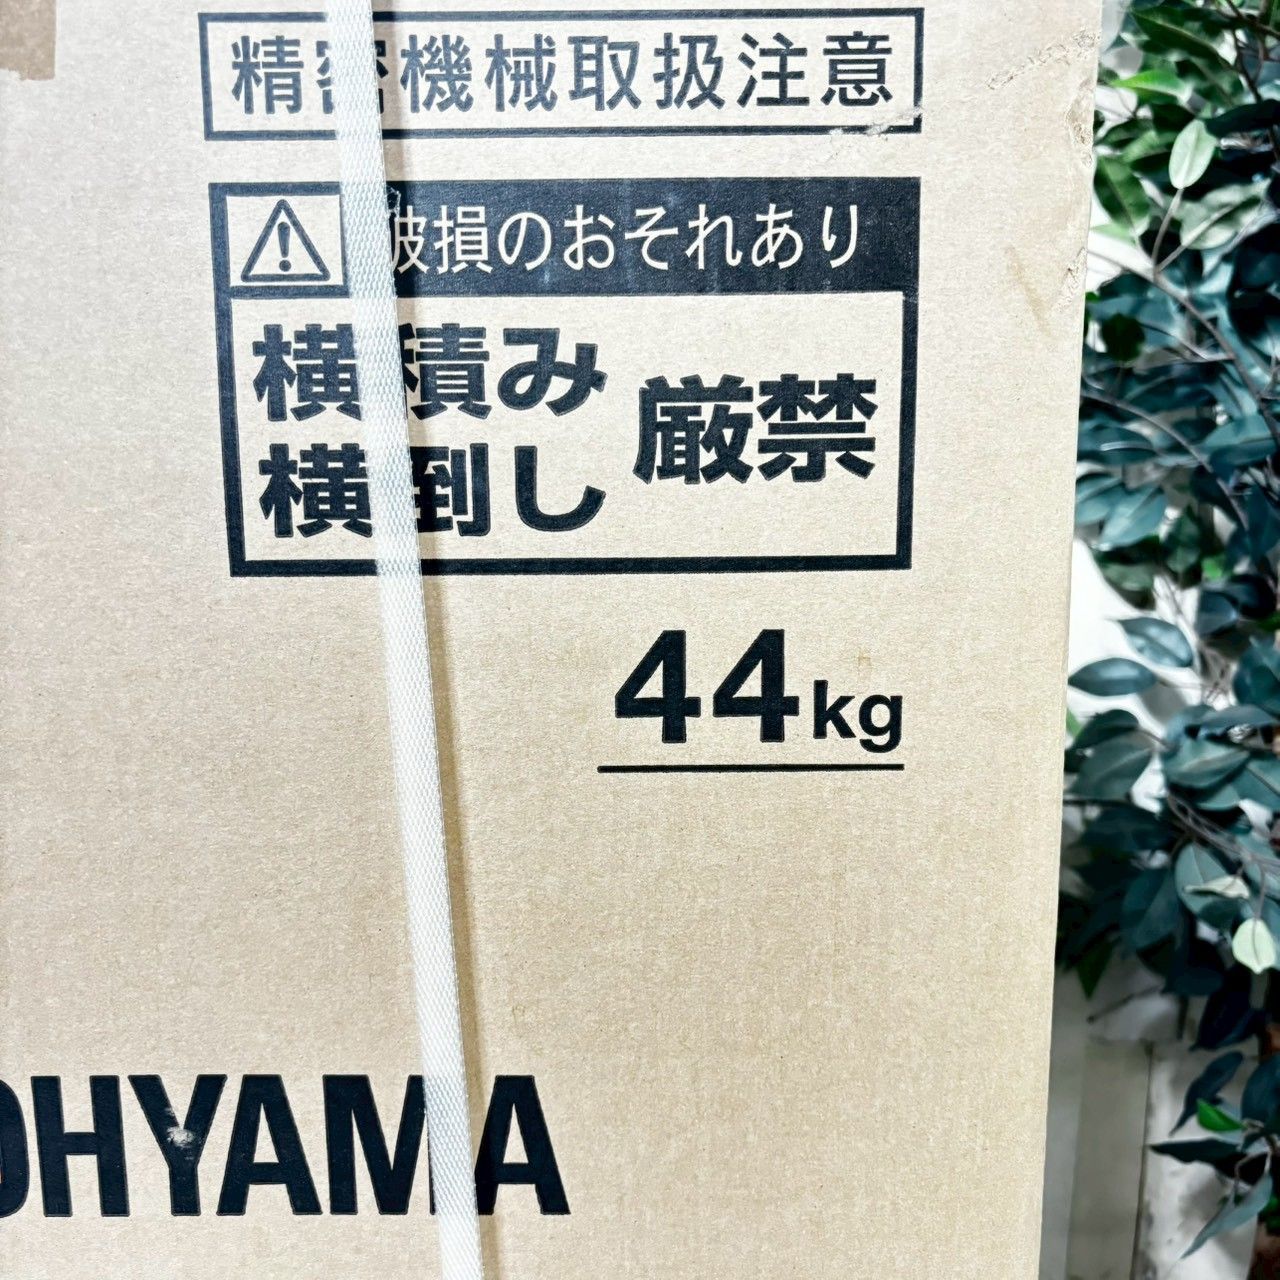 精密機械取扱注意
破損のおそれあり
横積み
横倒し
厳禁
44kg
OHYAMA